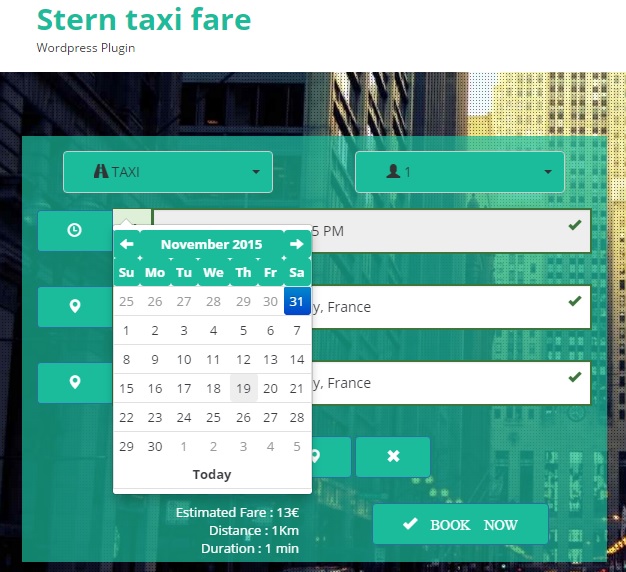 Stern taxi fare
Wordpress Plugin
TAXI 1
5 PM
November 2015
Su Mo Tu We Th Fr Sa
25 26 27 28 29 30 31
1 2 3 4 5 6 7
y, France
8 9 10 11 12 13 14
15 16 17 18 19 20 21
y, France
22 23 24 25 26 27 28
29 30 1 2 3 4 5
Today
Estimated Fare : 13€
Distance : 1Km
Duration : 1 min
BOOK NOW